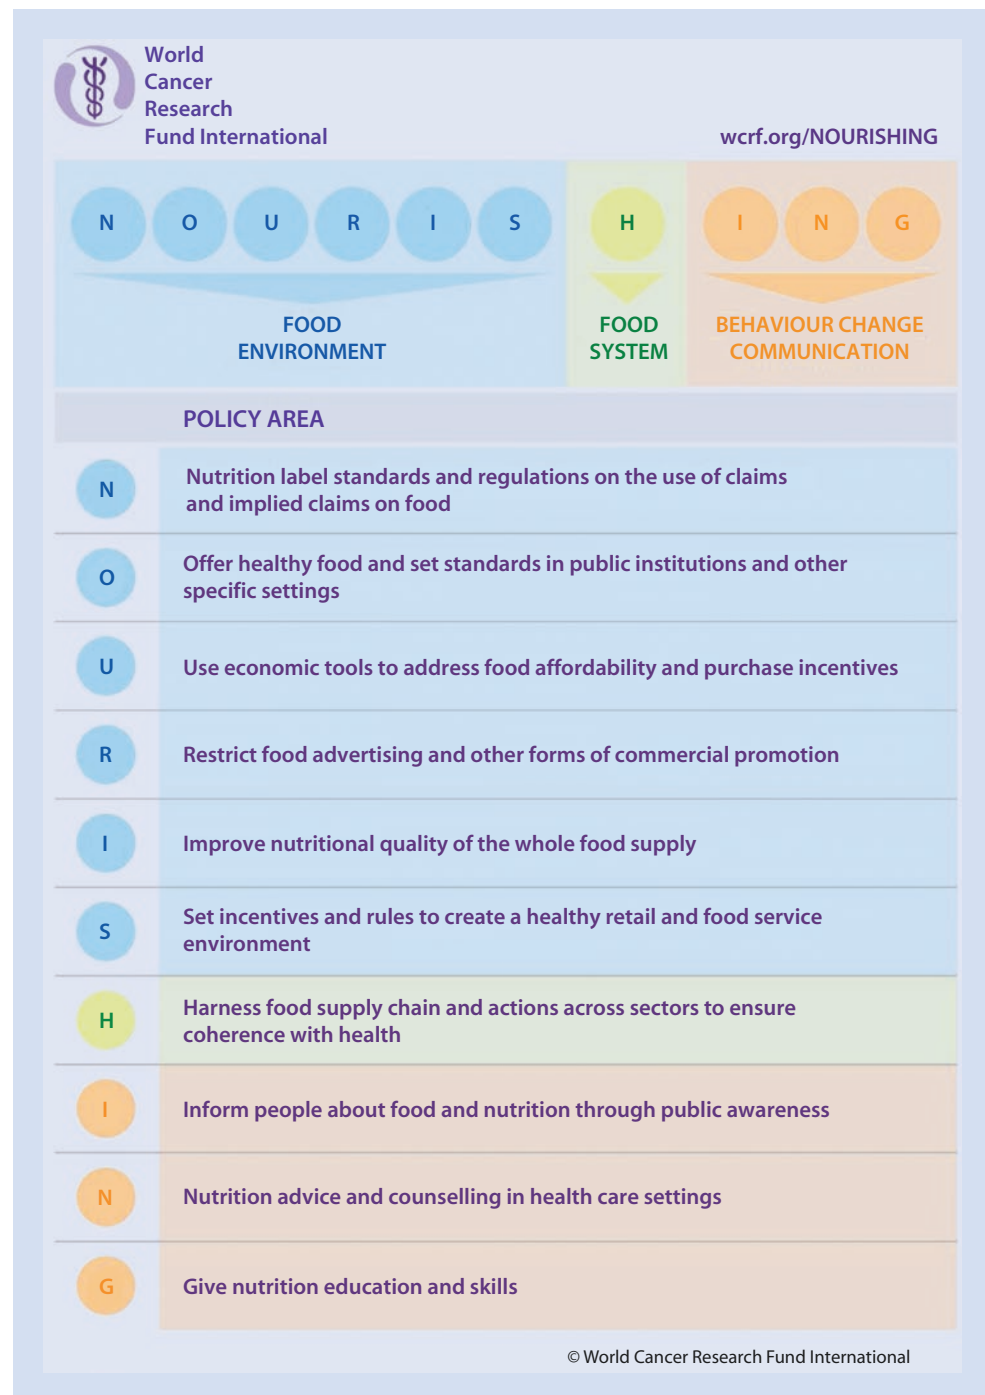 World
Cancer
Research
Fund International
wcrf.org/NOURISHING
N O U R I S H I N G
FOOD
ENVIRONMENT
FOOD
SYSTEM
BEHAVIOUR CHANGE
COMMUNICATION
POLICY AREA
N
Nutrition label standards and regulations on the use of claims
and implied claims on food
O
Offer healthy food and set standards in public institutions and other
specific settings
U
Use economic tools to address food affordability and purchase incentives
R
Restrict food advertising and other forms of commercial promotion
I
Improve nutritional quality of the whole food supply
S
Set incentives and rules to create a healthy retail and food service
environment
H
Harness food supply chain and actions across sectors to ensure
coherence with health
I
Inform people about food and nutrition through public awareness
N
Nutrition advice and counselling in health care settings
G
Give nutrition education and skills
© World Cancer Research Fund International